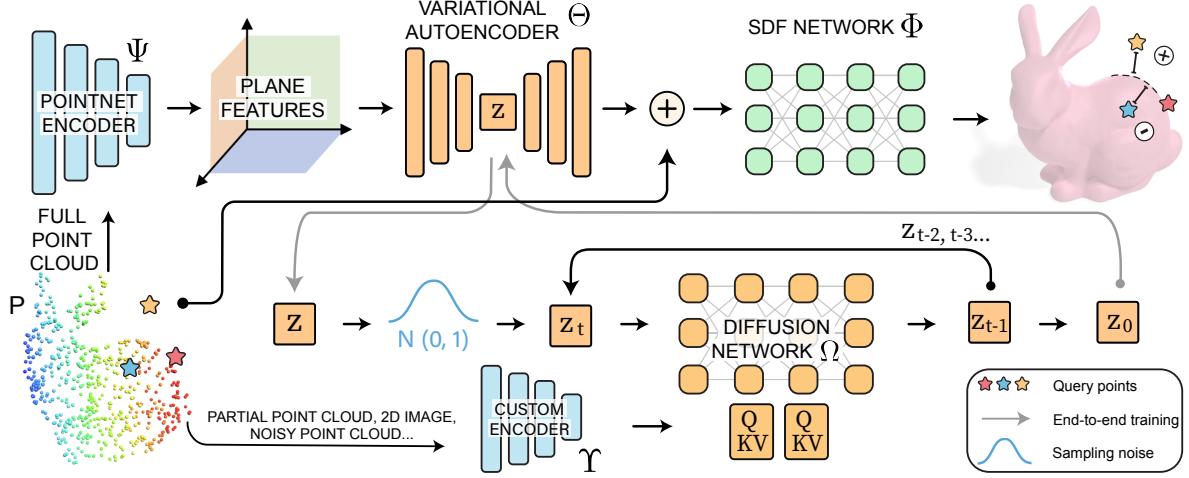 VARIATIONAL
AUTOENCODER Θ
Ψ
SDF NETWORK Φ
POINTNET
ENCODER
PLANE
FEATURES
z
+
+
-
FULL
POINT
CLOUD
P
z t-2, t-3...
z
N (0, 1)
z t
DIFFUSION
NETWORK Ω
z t-1
z 0
PARTIAL POINT CLOUD, 2D IMAGE,
NOISY POINT CLOUD...
CUSTOM
ENCODER
ϒ
Q
KV
Q
KV
Query points
End-to-end training
Sampling noise